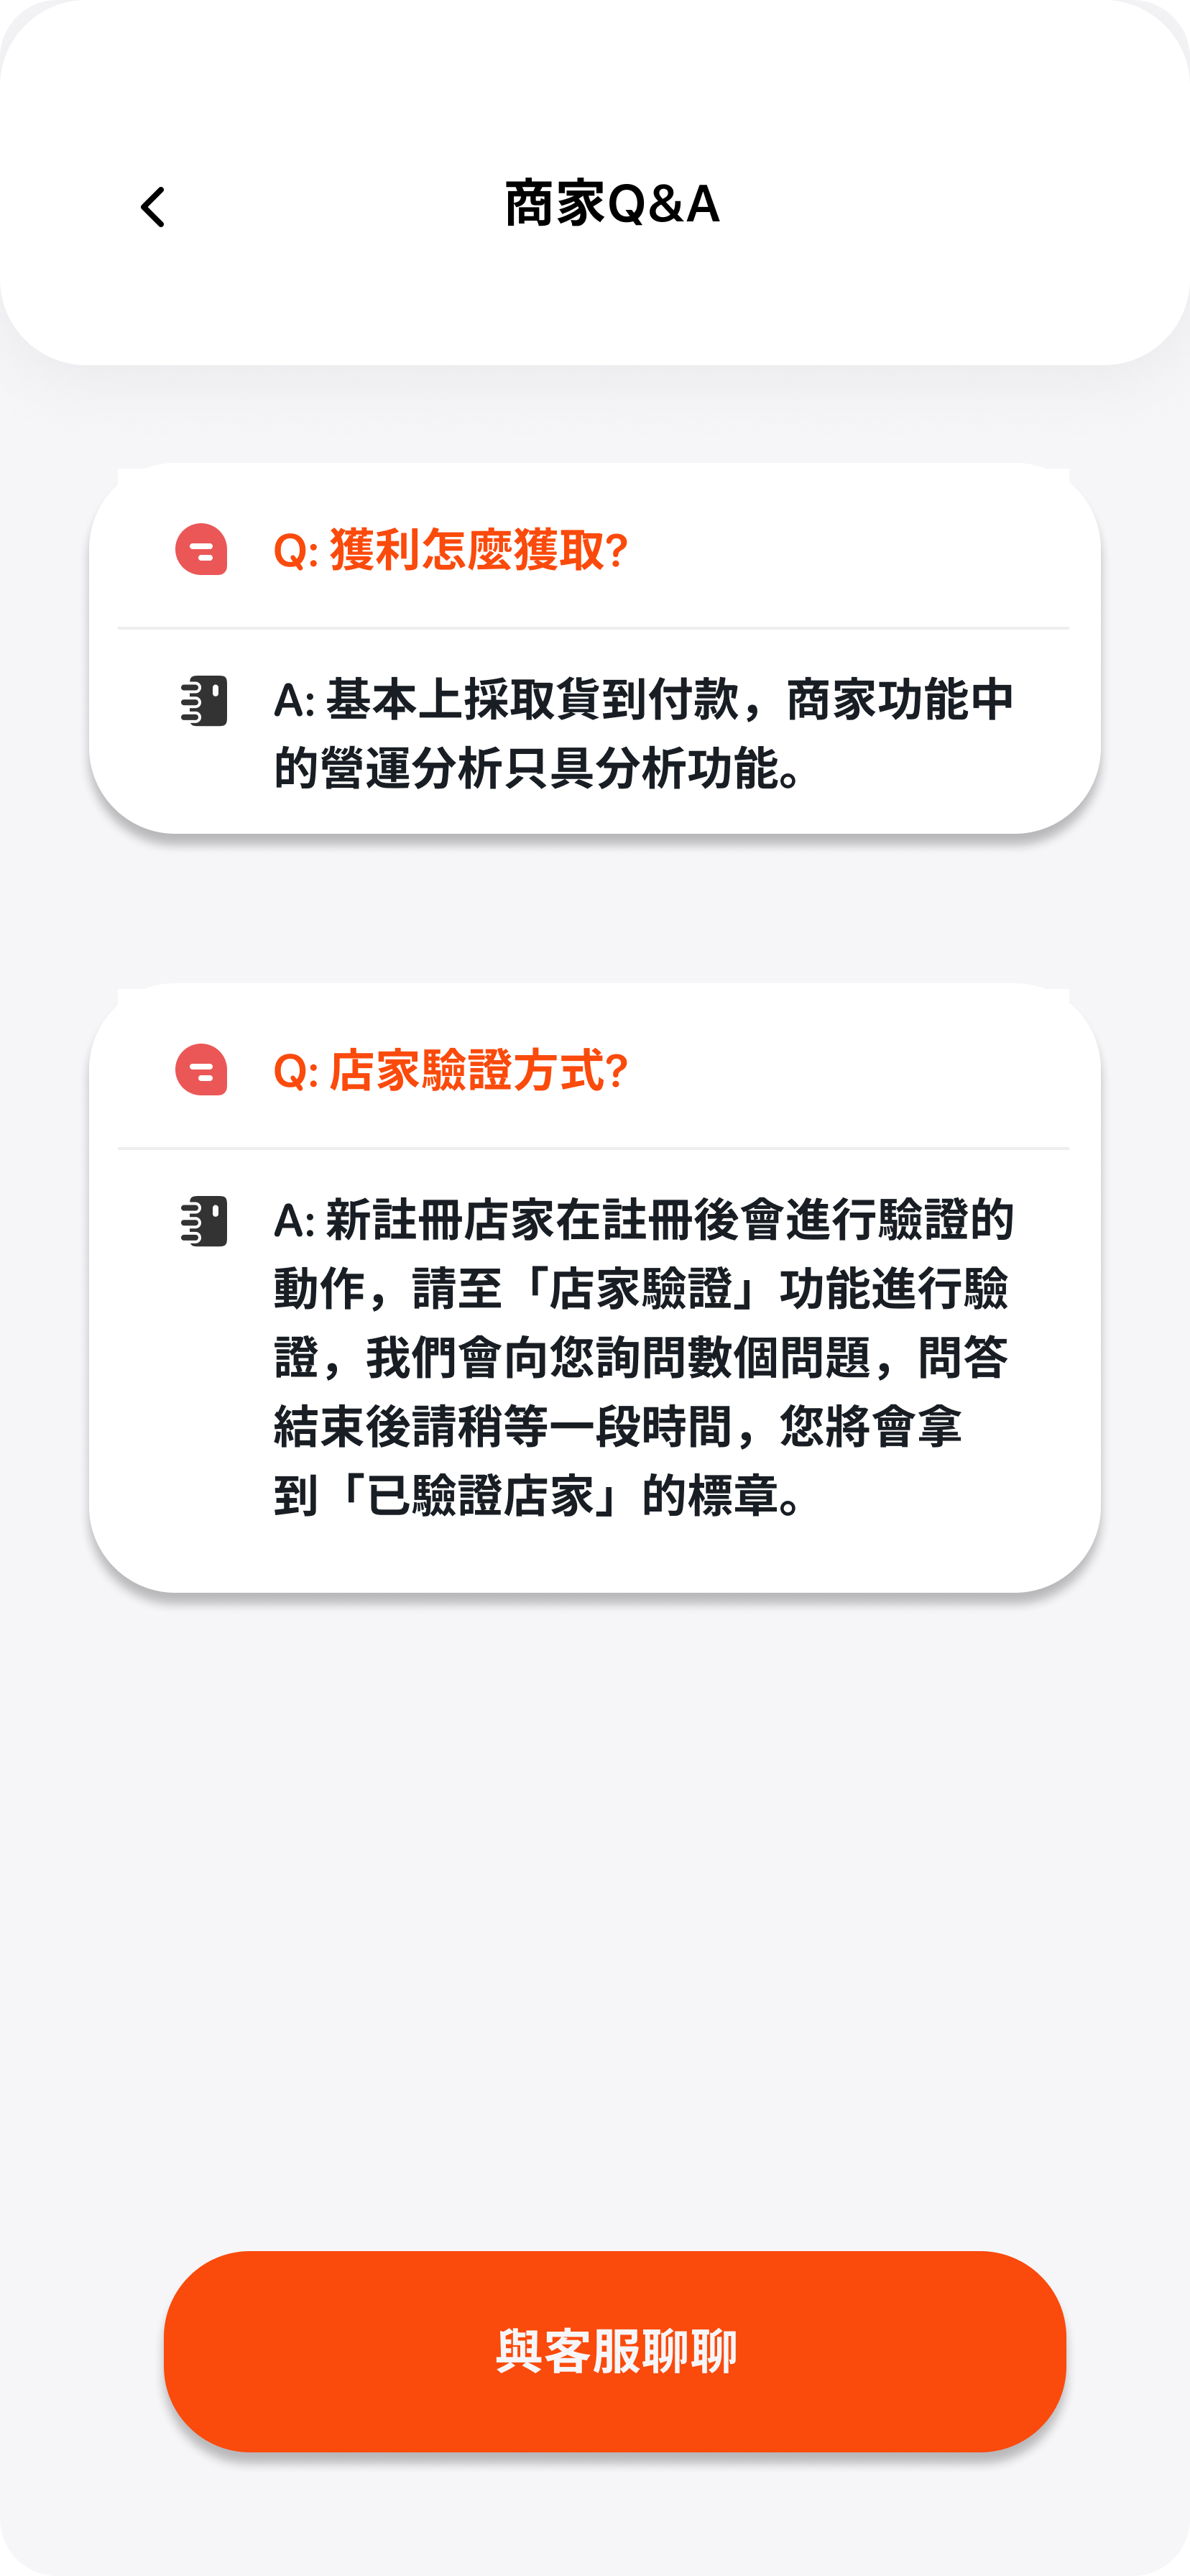 商家Q&A
Q: 獲利怎麼獲取?
A: 基本上採取貨到付款，商家功能中
的營運分析只具分析功能。
Q: 店家驗證方式?
A: 新註冊店家在註冊後會進行驗證的
動作，請至「店家驗證」功能進行驗
證，我們會向您詢問數個問題，問答
結束後請稍等一段時間，您將會拿
到「已驗證店家」的標章。
與客服聊聊